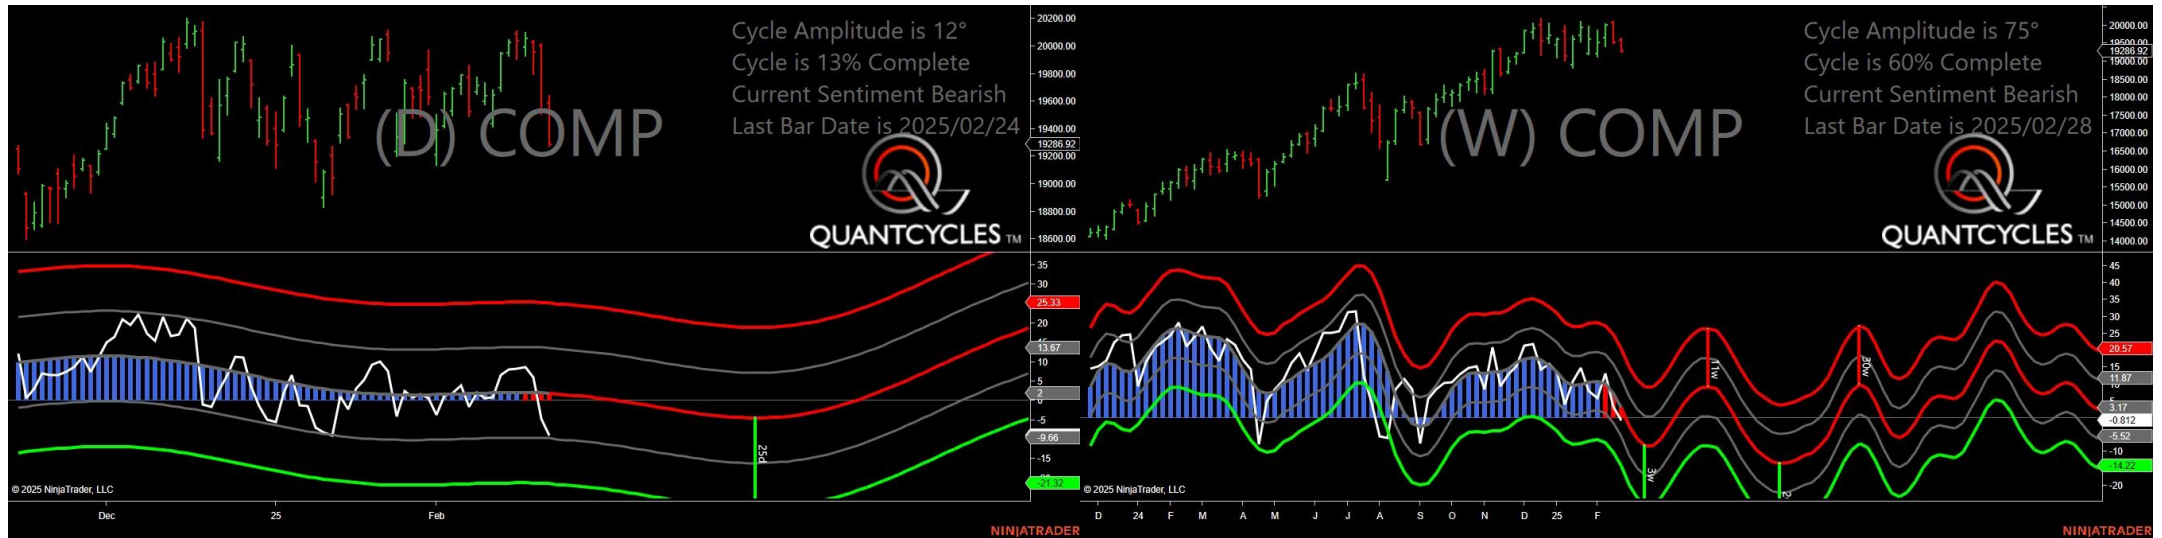 Cycle Amplitude is 12°
Cycle is 13% Complete
Current Sentiment Bearish
Last Bar Date is 2025/02/24
(D) COMP
QUANTCYCLES TM
20200.00
20000.00
19800.00
19600.00
19400.00
19286.92
19200.00
19000.00
18800.00
18600.00
35
30
25.33
20
13.67
10
5
2
0
-5
-9.66
-15
-21.32
25d
© 2025 NinjaTrader, LLC
Dec
25
Feb
NINJATRADER
Cycle Amplitude is 75°
Cycle is 60% Complete
Current Sentiment Bearish
Last Bar Date is 2025/02/28
(W) COMP
QUANTCYCLES TM
20000.00
19500.00
19286.92
19000.00
18500.00
18000.00
17500.00
17000.00
16500.00
16000.00
15500.00
15000.00
14500.00
14000.00
45
40
35
30
25
20.57
15
11.87
3.17
-0.812
-5.52
-10
-14.22
-20
11w
30w
3w
© 2025 NinjaTrader, LLC
D 24 F M A M J J A S O N D 25 F
NINJATRADER